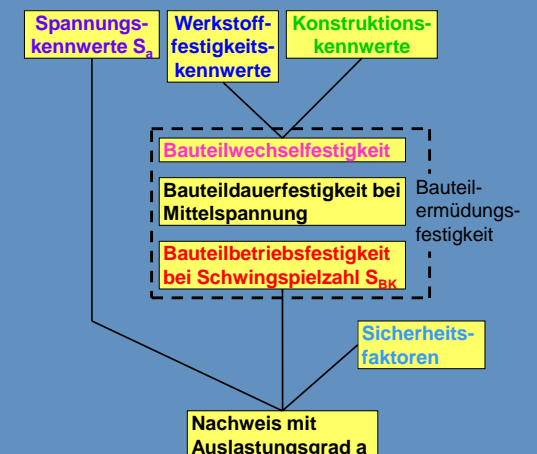 Spannungs-
kennwerte Sa
Werkstoff-
festigkeits-
kennwerte
Konstruktions-
kennwerte
Bauteilwechselfestigkeit
Bauteildauerfestigkeit bei
Mittelspannung
Bauteilbetriebsfestigkeit
bei Schwingspielzahl SBK
Bauteil-
ermüdungs-
festigkeit
Sicherheits-
faktoren
Nachweis mit
Auslastungsgrad a